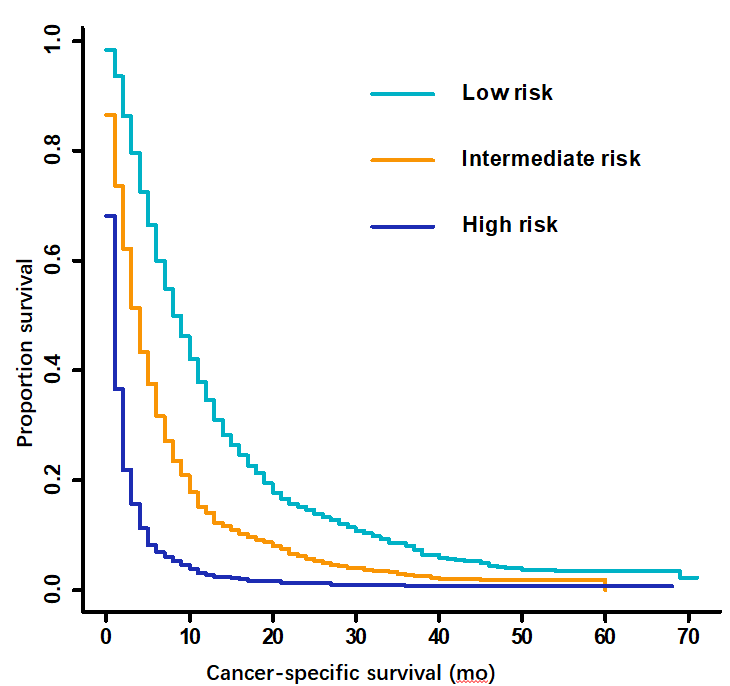 1.0
0.8
0.6
0.4
0.2
0.0
Proportion survival
Low risk
Intermediate risk
High risk
0 10 20 30 40 50 60 70
Cancer-specific survival (mo)